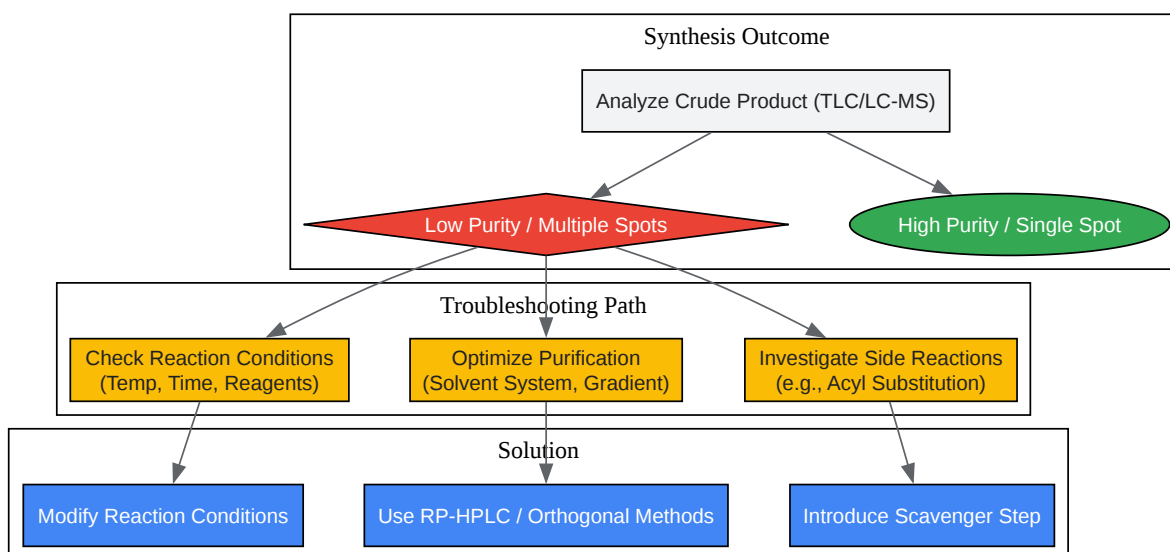 Synthesis Outcome
Analyze Crude Product (TLC/LC-MS)
Low Purity / Multiple Spots
High Purity / Single Spot
Troubleshooting Path
Check Reaction Conditions
(Temp, Time, Reagents)
Optimize Purification
(Solvent System, Gradient)
Investigate Side Reactions
(e.g., Acyl Substitution)
Solution
Modify Reaction Conditions
Use RP-HPLC / Orthogonal Methods
Introduce Scavenger Step